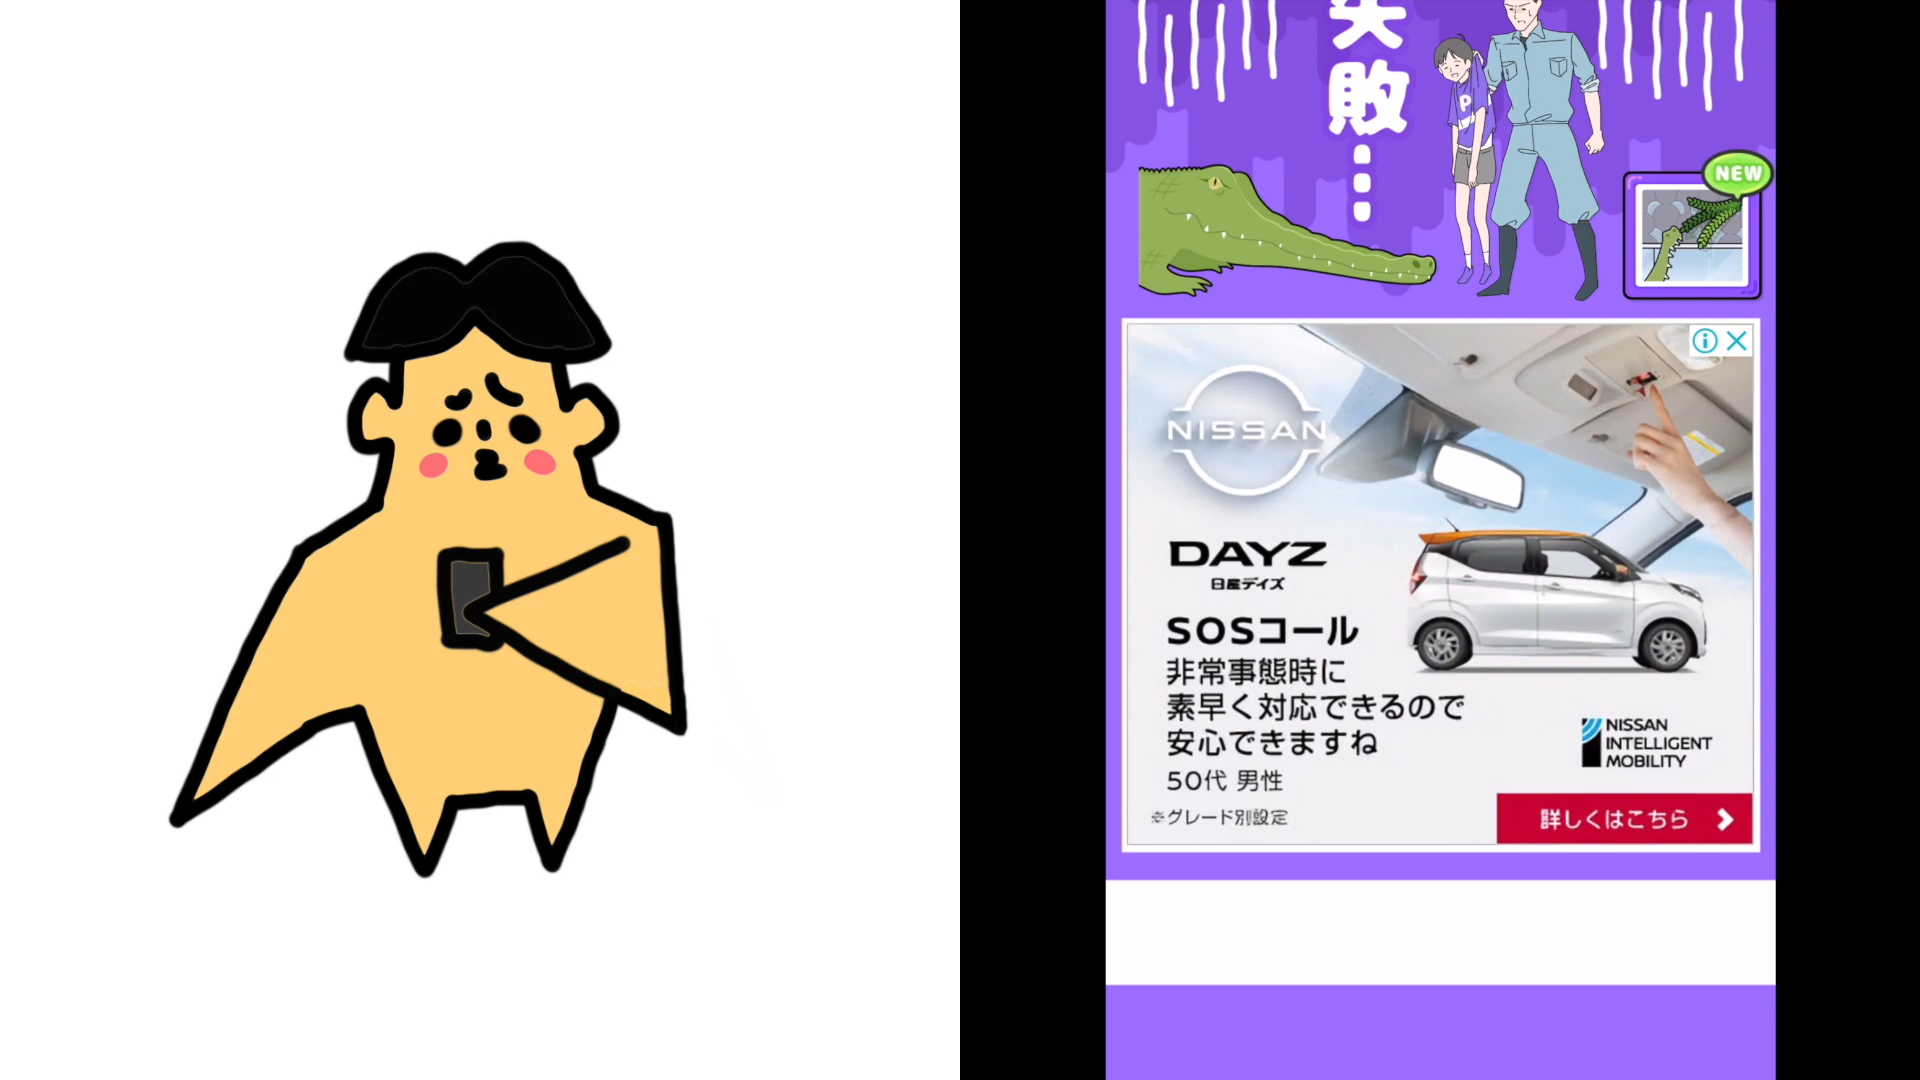 失敗…
P
NEW
NISSAN
DAYZ
日産デイズ
SOSコール
非常事態時に
素早く対応できるので
安心できますね
50代 男性
※グレード別設定
NISSAN
INTELLIGENT
MOBILITY
詳しくはこちら